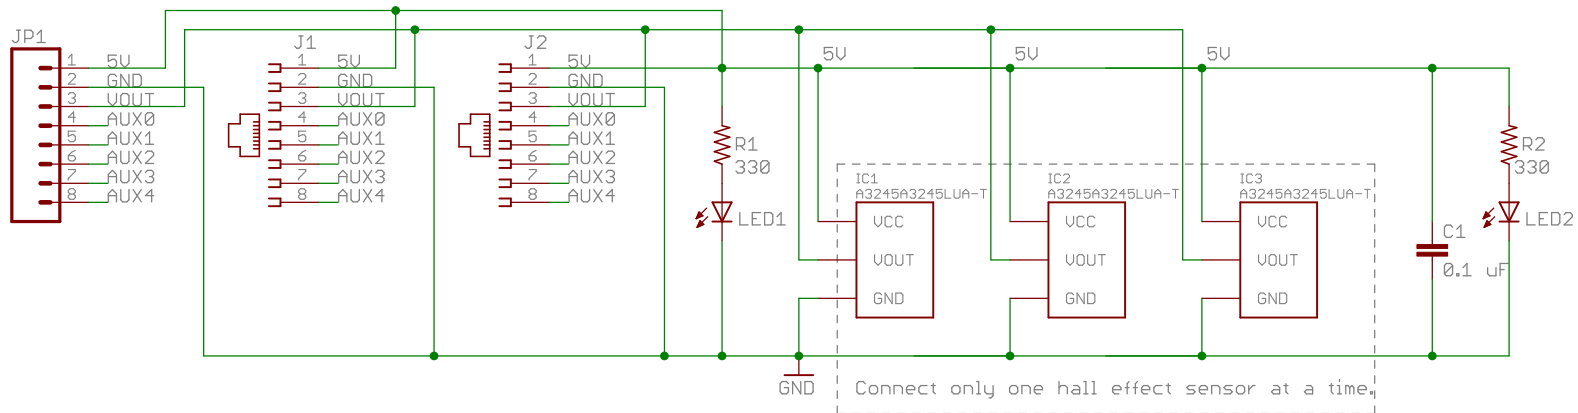 JP1
1 5V
2 GND
3 VOUT
4 AUX0
5 AUX1
6 AUX2
7 AUX3
8 AUX4
J1
1 5V
2 GND
3 VOUT
4 AUX0
5 AUX1
6 AUX2
7 AUX3
8 AUX4
J2
1 5V
2 GND
3 VOUT
4 AUX0
5 AUX1
6 AUX2
7 AUX3
8 AUX4
R1
330
LED1
5V
5V
5V
IC1
A3245A3245LUA-T
VCC
VOUT
GND
IC2
A3245A3245LUA-T
VCC
VOUT
GND
IC3
A3245A3245LUA-T
VCC
VOUT
GND
C1
0.1 uF
R2
330
LED2
GND
Connect only one hall effect sensor at a time.